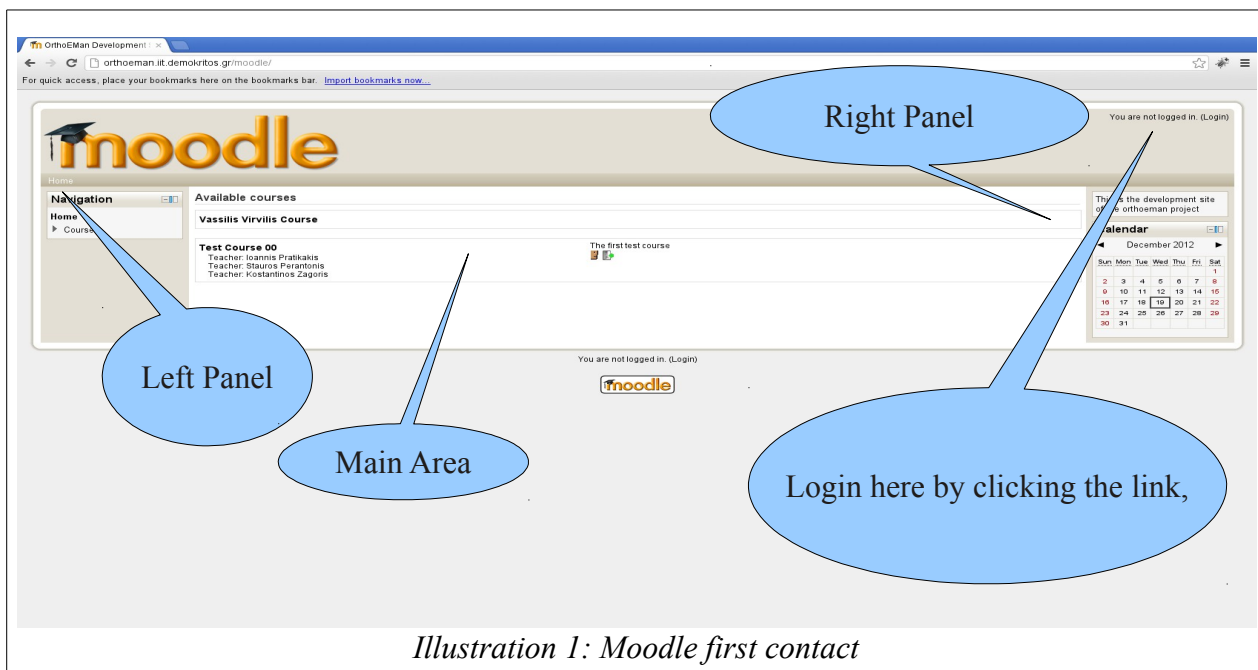 OrthoEMan Development
orthoeman.iit.demokritos.gr/moodle/
For quick access, place your bookmarks here on the bookmarks bar. Import bookmarks now...
Right Panel
You are not logged in. (Login)
moodle
Home
Navigation
Home
Available courses
Vassilis Virvilis Course
Test Course 00
Teacher: Ioannis Pratikakis
Teacher: Stauros Perantonis
Teacher: Kostantinos Zagoris
The first test course
the development site
orthoeman project
December 2012
Sun Mon Tue Wed Thu Fri Sat
1
2 3 4 5 6 7 8
9 10 11 12 13 14 15
16 17 18 19 20 21 22
23 24 25 26 27 28 29
30 31
Left Panel
Main Area
You are not logged in. (Login)
moodle
Login here by clicking the link,
Illustration 1: Moodle first contact